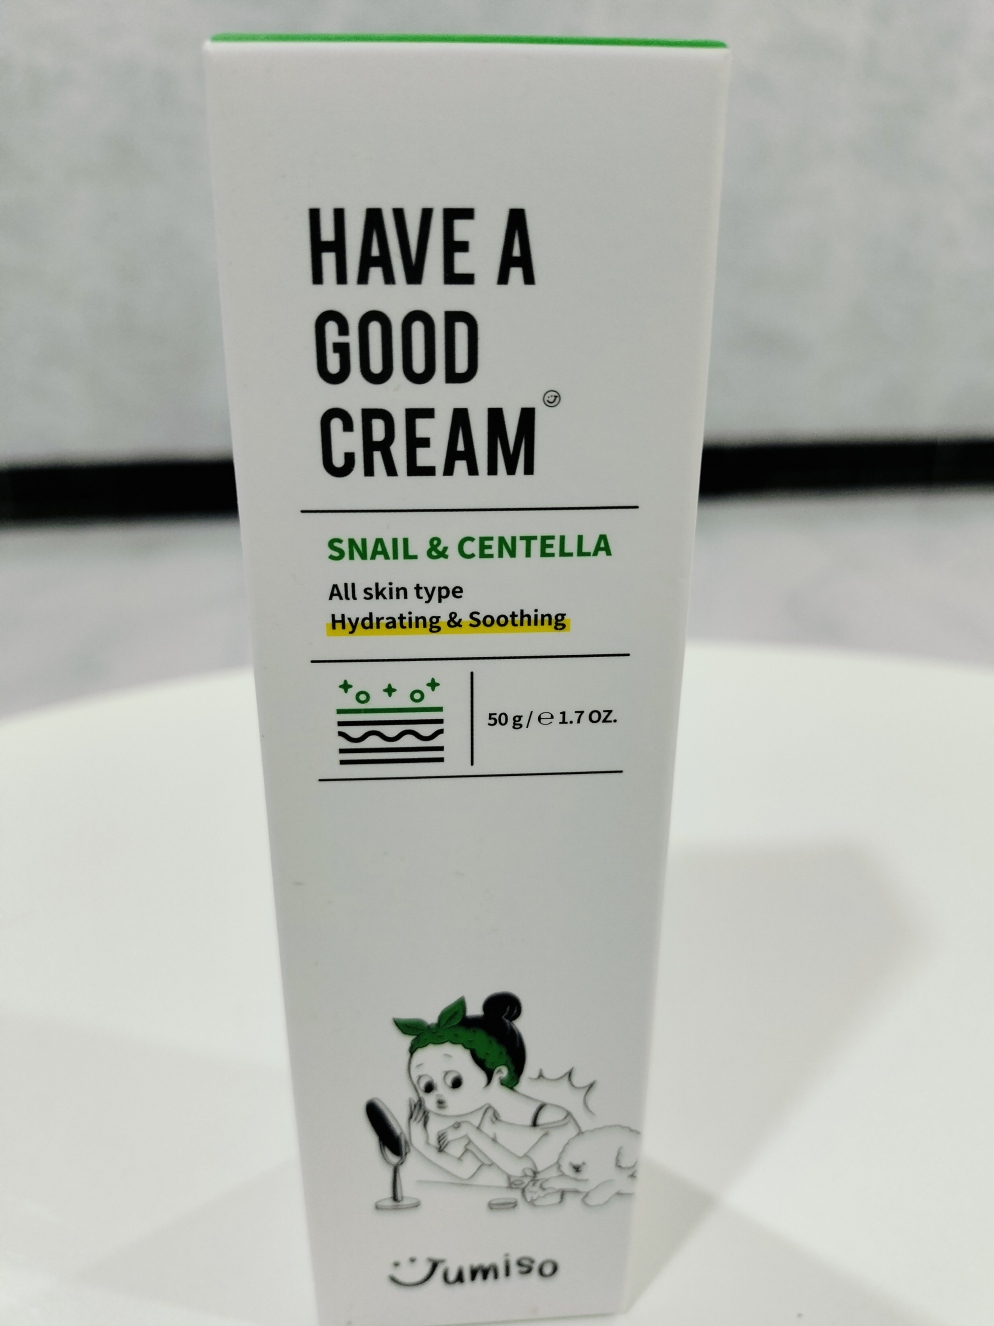 HAVE A
GOOD
CREAM
SNAIL & CENTELLA
All skin type
Hydrating & Soothing
50 g / ℮ 1.7 OZ.
Jumiso